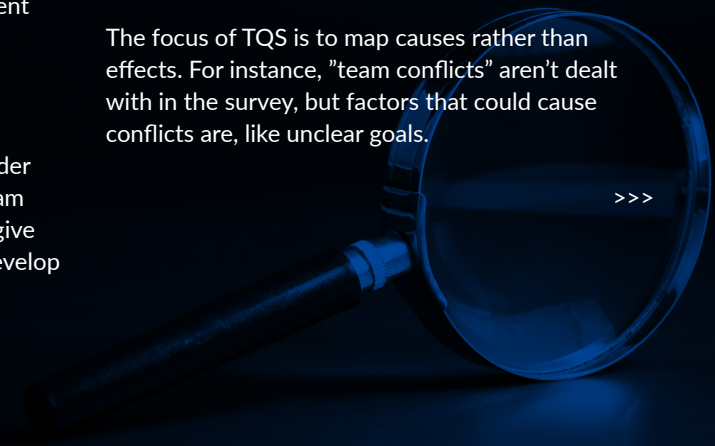 ent
The focus of TQS is to map causes rather than
effects. For instance, ”team conflicts” aren’t dealt
with in the survey, but factors that could cause
conflicts are, like unclear goals.
der
am
give
evelop
>>>